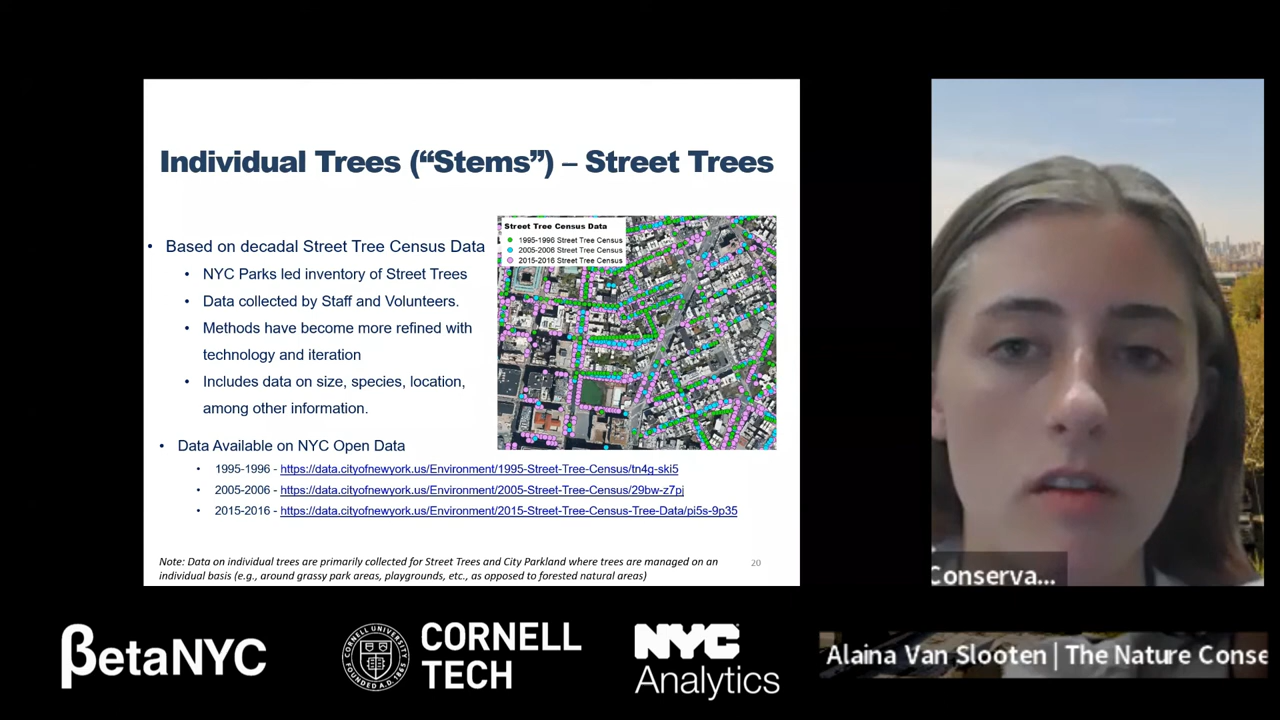 Individual Trees (“Stems”) – Street Trees
• Based on decadal Street Tree Census Data
• NYC Parks led inventory of Street Trees
• Data collected by Staff and Volunteers.
• Methods have become more refined with
technology and iteration
• Includes data on size, species, location,
among other information.
Street Tree Census Data
1995-1996 Street Tree Census
2005-2006 Street Tree Census
2015-2016 Street Tree Census
• Data Available on NYC Open Data
• 1995-1996 - https://data.cityofnewyork.us/Environment/1995-Street-Tree-Census/tn4g-ski5
• 2005-2006 - https://data.cityofnewyork.us/Environment/2005-Street-Tree-Census/29bw-z7pj
• 2015-2016 - https://data.cityofnewyork.us/Environment/2015-Street-Tree-Census-Tree-Data/pi5s-9p35
Note: Data on individual trees are primarily collected for Street Trees and City Parkland where trees are managed on an
individual basis (e.g., around grassy park areas, playgrounds, etc., as opposed to forested natural areas)
20
Conserva...
βetaNYC
CORNELL UNIVERSITY
FOUNDED A.D. 1865
CORNELL
TECH
NYC
Analytics
Alaina Van Slooten | The Nature Conse